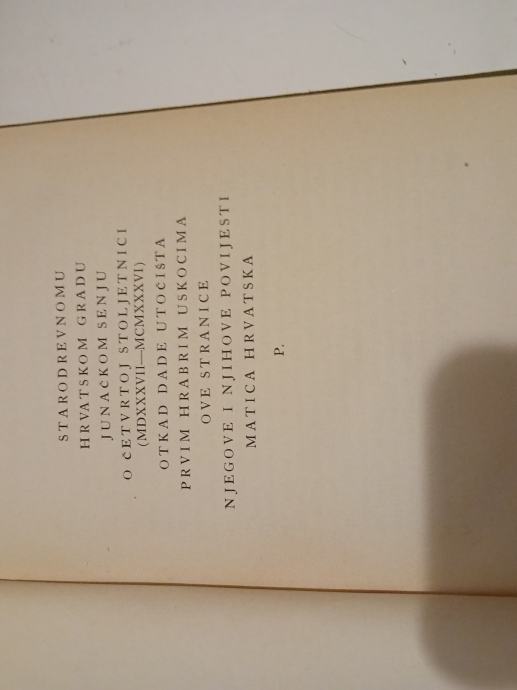 STARODREVNOMU
HRVATSKOM GRADU
JUNAČKOM SENJU
O ČETVRTOJ STOLJETNICI
(MDXXXVII—MCMXXXVI)
OTKAD DADE UTOČIŠTA
PRVIM HRABRIM USKOCIMA
OVE STRANICE
NJEGOVE I NJIHOVE POVIJESTI
MATICA HRVATSKA
P.